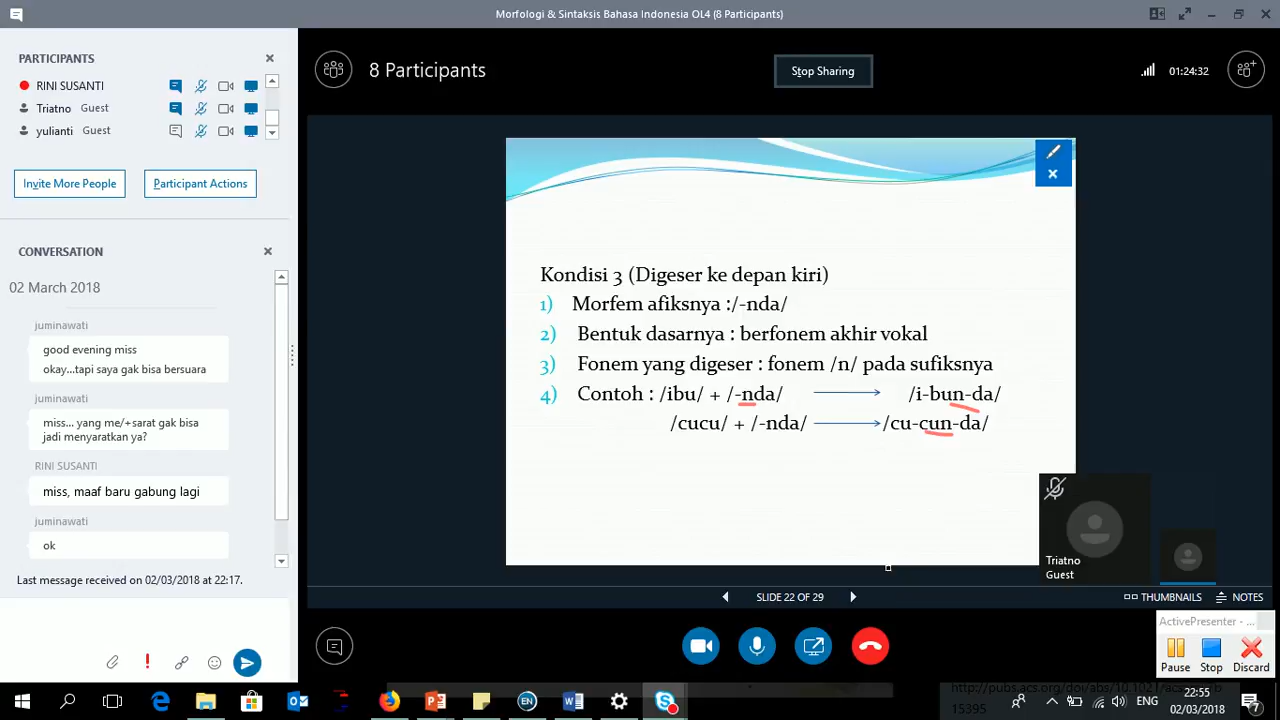 Morfologi & Sintaksis Bahasa Indonesia OL4 (8 Participants)
PARTICIPANTS
RINI SUSANTI
Triatno Guest
yulianti Guest
Invite More People
Participant Actions
CONVERSATION
02 March 2018
juminawati
good evening miss
okay...tapi saya gak bisa bersuara
juminawati
miss... yang me/+sarat gak bisa
jadi menyaratkan ya?
RINI SUSANTI
miss, maaf baru gabung lagi
juminawati
ok
Last message received on 02/03/2018 at 22:17.
8 Participants
Stop Sharing
01:24:32
Kondisi 3 (Digeser ke depan kiri)
1) Morfem afiksnya :/-nda/
2) Bentuk dasarnya : berfonem akhir vokal
3) Fonem yang digeser : fonem /n/ pada sufiksnya
4) Contoh : /ibu/ + /-nda/ /i-bun-da/
/cucu/ + /-nda/ /cu-cun-da/
Triatno
Guest
SLIDE 22 OF 29
THUMBNAILS
NOTES
ActivePresenter - ...
Pause
Stop
Discard
15395
EN
ENG
22:55
02/03/2018
7